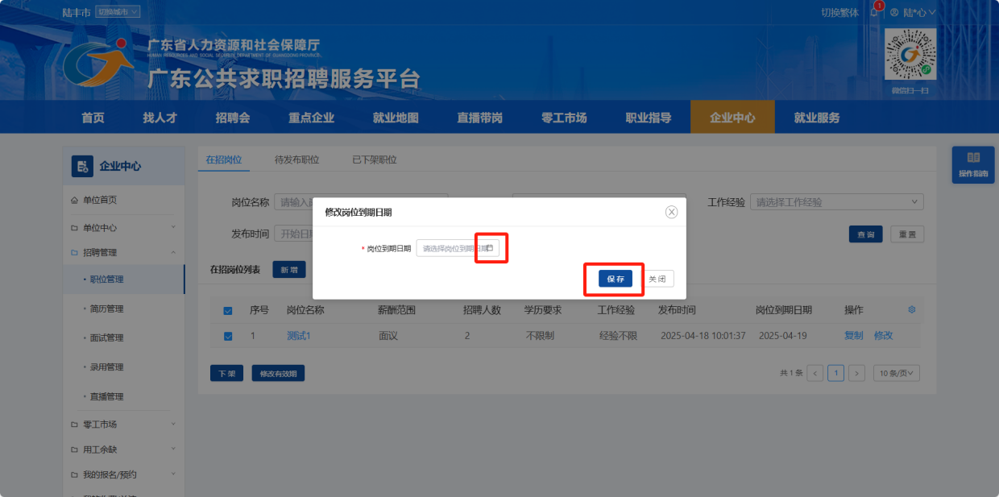 陆丰市 切换城市 切换繁体 1 陆*心
广东省人力资源和社会保障厅
HUMAN RESOURCES AND SOCIAL SECURITY DEPARTMENT OF GUANGDONG PROVINCE
广东公共求职招聘服务平台
微信扫一扫
首页 找人才 招聘会 重点企业 就业地图 直播带岗 零工市场 职业指导 企业中心 就业服务
企业中心
单位首页
单位中心
招聘管理
职位管理
简历管理
面试管理
录用管理
直播管理
零工市场
用工余缺
我的报名/预约
在招岗位 待发布职位 已下架职位
操作指南
岗位名称 请输入 工作经验 请选择工作经验
发布时间 开始日 查 询 重 置
修改岗位到期日期
* 岗位到期日期 请选择岗位到期日期
保 存 关 闭
在招岗位列表 新 增
序号 岗位名称 薪酬范围 招聘人数 学历要求 工作经验 发布时间 岗位到期日期 操作
1 测试1 面议 2 不限制 经验不限 2025-04-18 10:01:37 2025-04-19 复制 修改
下 架 修改有效期 共 1 条 < 1 > 10 条/页